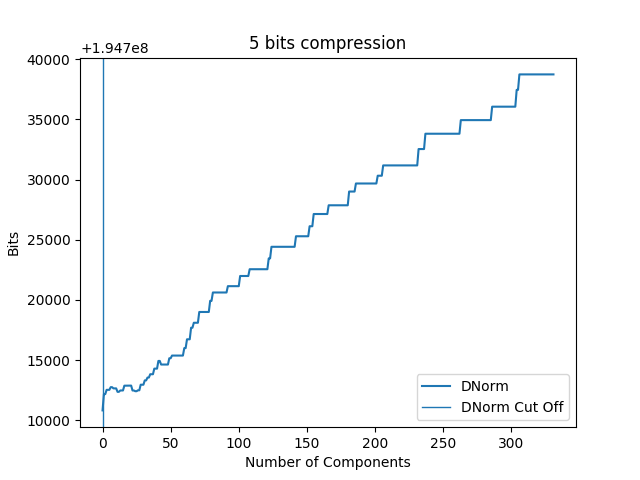 5 bits compression
+1.947e8
40000
35000
30000
25000
20000
15000
10000
Bits
0 50 100 150 200 250 300
Number of Components
DNorm
DNorm Cut Off